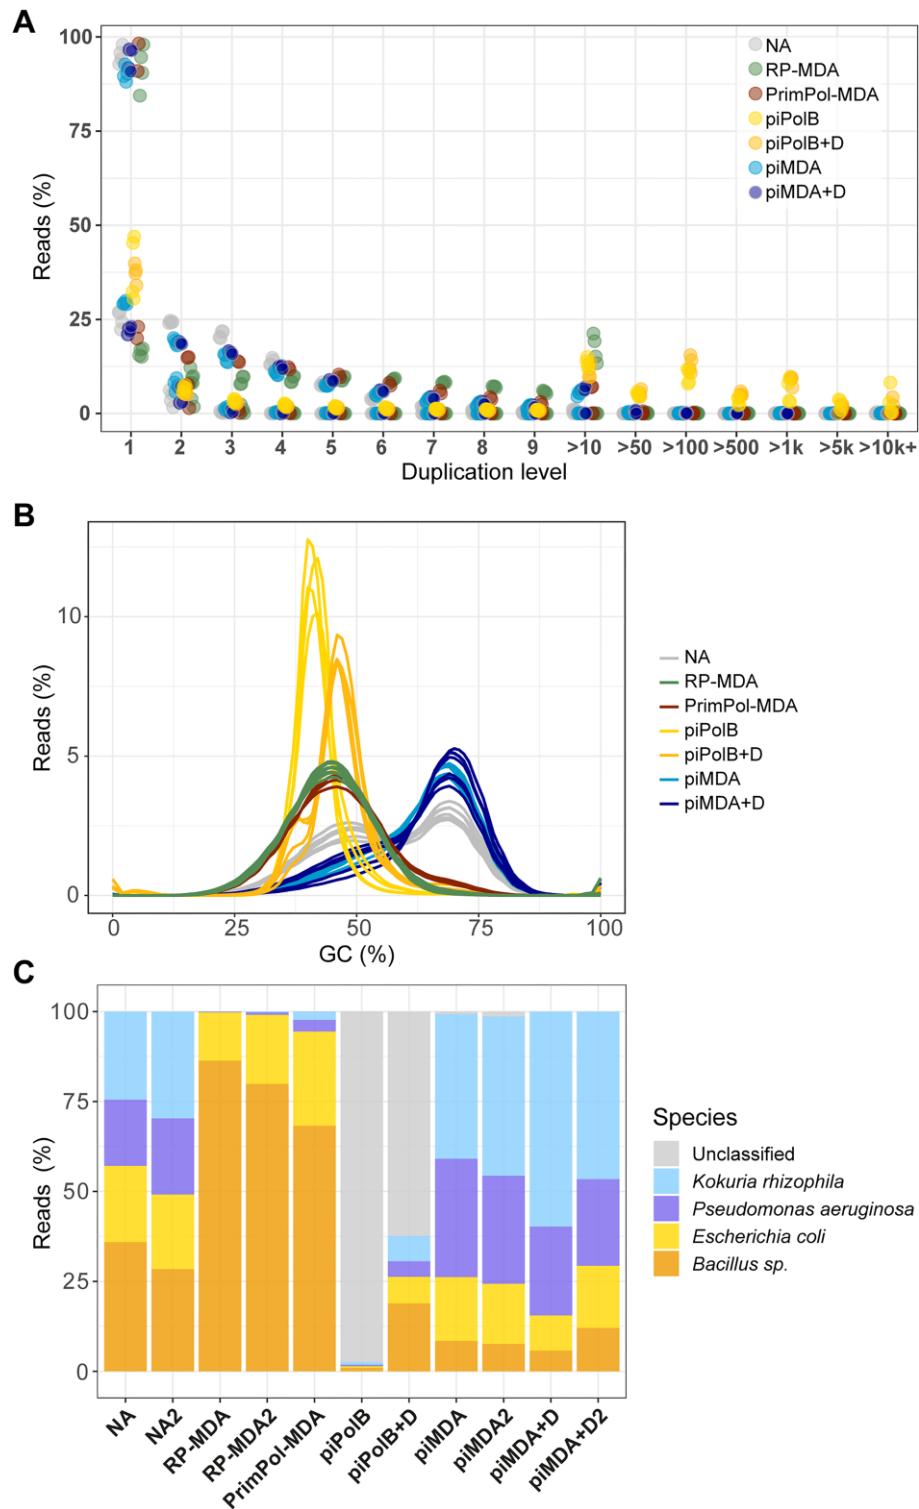 A
100
75
50
25
0
Reads (%)
NA
RP-MDA
PrimPol-MDA
piPolB
piPolB+D
piMDA
piMDA+D
1 2 3 4 5 6 7 8 9 >10 >50 >100 >500 >1k >5k >10k+
Duplication level
B
10
5
0
Reads (%)
0 25 50 75 100
GC (%)
NA
RP-MDA
PrimPol-MDA
piPolB
piPolB+D
piMDA
piMDA+D
C
100
75
50
25
0
Reads (%)
Species
Unclassified
Kokuria rhizophila
Pseudomonas aeruginosa
Escherichia coli
Bacillus sp.
NA
NA2
RP-MDA
RP-MDA2
PrimPol-MDA
piPolB
piPolB+D
piMDA
piMDA2
piMDA+D
piMDA+D2